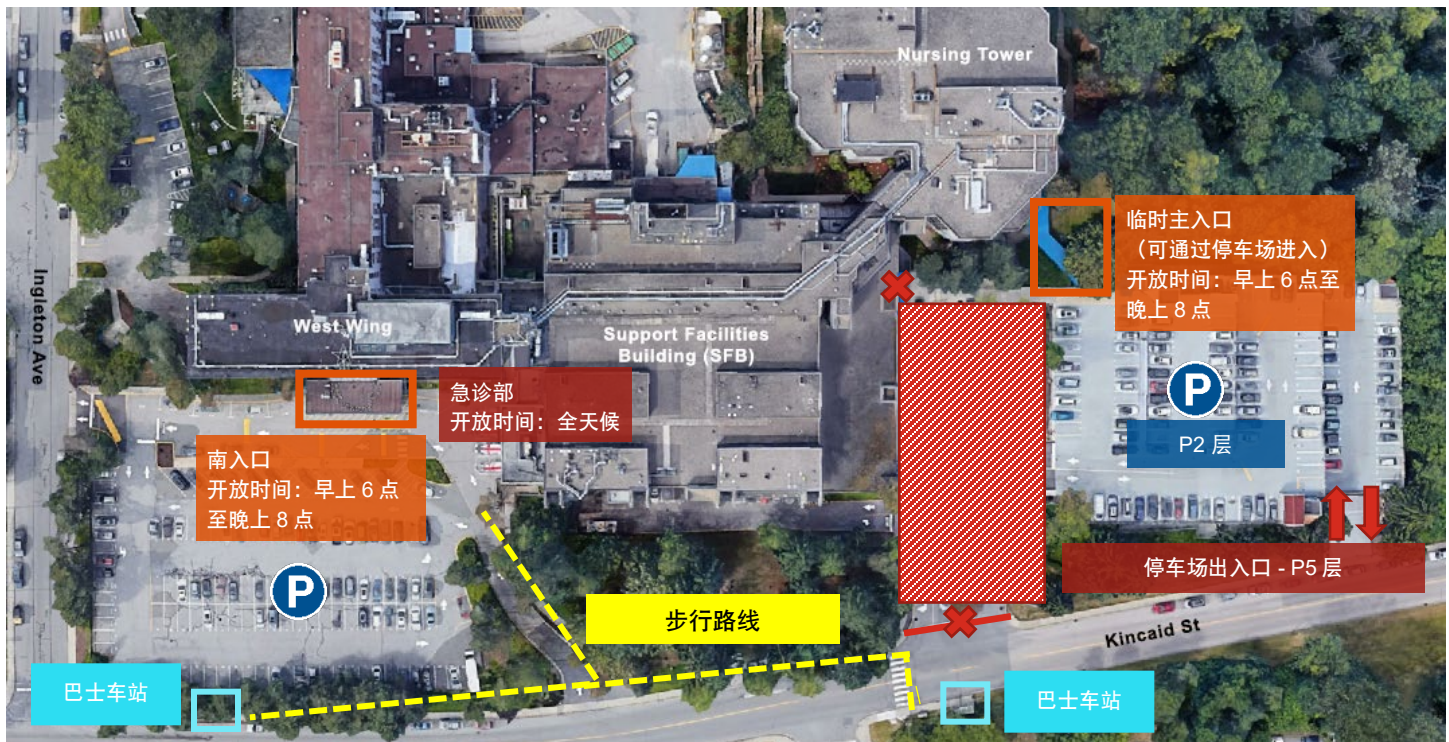 Nursing Tower
临时主入口
（可通过停车场进入）
开放时间：早上 6 点至
晚上 8 点
Ingleton Ave
West Wing
Support Facilities
Building (SFB)
急诊部
开放时间：全天候
P
P2 层
南入口
开放时间：早上 6 点
至晚上 8 点
停车场出入口 - P5 层
P
步行路线
Kincaid St
巴士车站
巴士车站